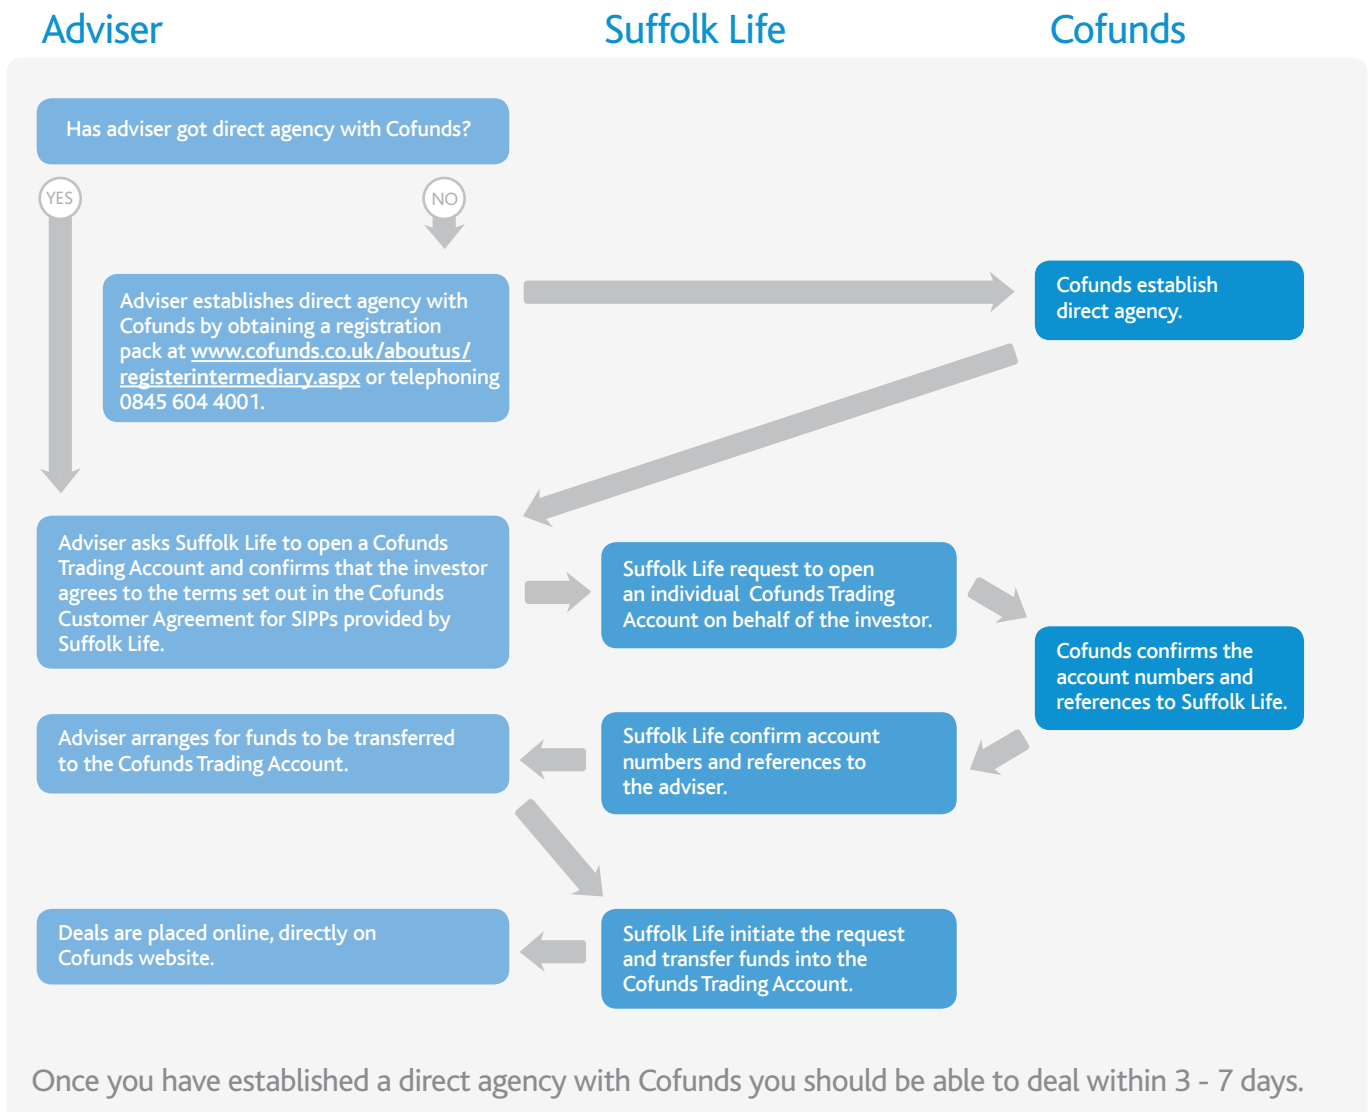 Adviser
Suffolk Life
Cofunds
Has adviser got direct agency with Cofunds?
YES
NO
Adviser establishes direct agency with
Cofunds by obtaining a registration
pack at www.cofunds.co.uk/aboutus/
registerintermediary.aspx or telephoning
0845 604 4001.
Cofunds establish
direct agency.
Adviser asks Suffolk Life to open a Cofunds
Trading Account and confirms that the investor
agrees to the terms set out in the Cofunds
Customer Agreement for SIPPs provided by
Suffolk Life.
Suffolk Life request to open
an individual Cofunds Trading
Account on behalf of the investor.
Cofunds confirms the
account numbers and
references to Suffolk Life.
Suffolk Life confirm account
numbers and references to
the adviser.
Adviser arranges for funds to be transferred
to the Cofunds Trading Account.
Suffolk Life initiate the request
and transfer funds into the
Cofunds Trading Account.
Deals are placed online, directly on
Cofunds website.
Once you have established a direct agency with Cofunds you should be able to deal within 3 - 7 days.